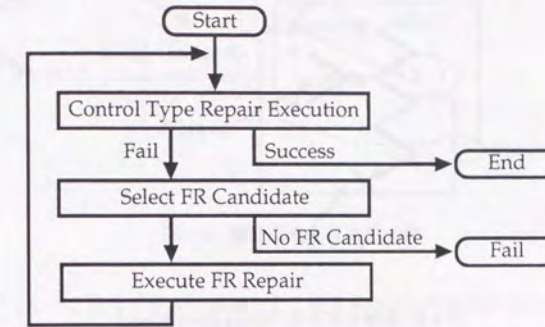 Start
Control Type Repair Execution
Fail
Success
End
Select FR Candidate
No FR Candidate
Fail
Execute FR Repair